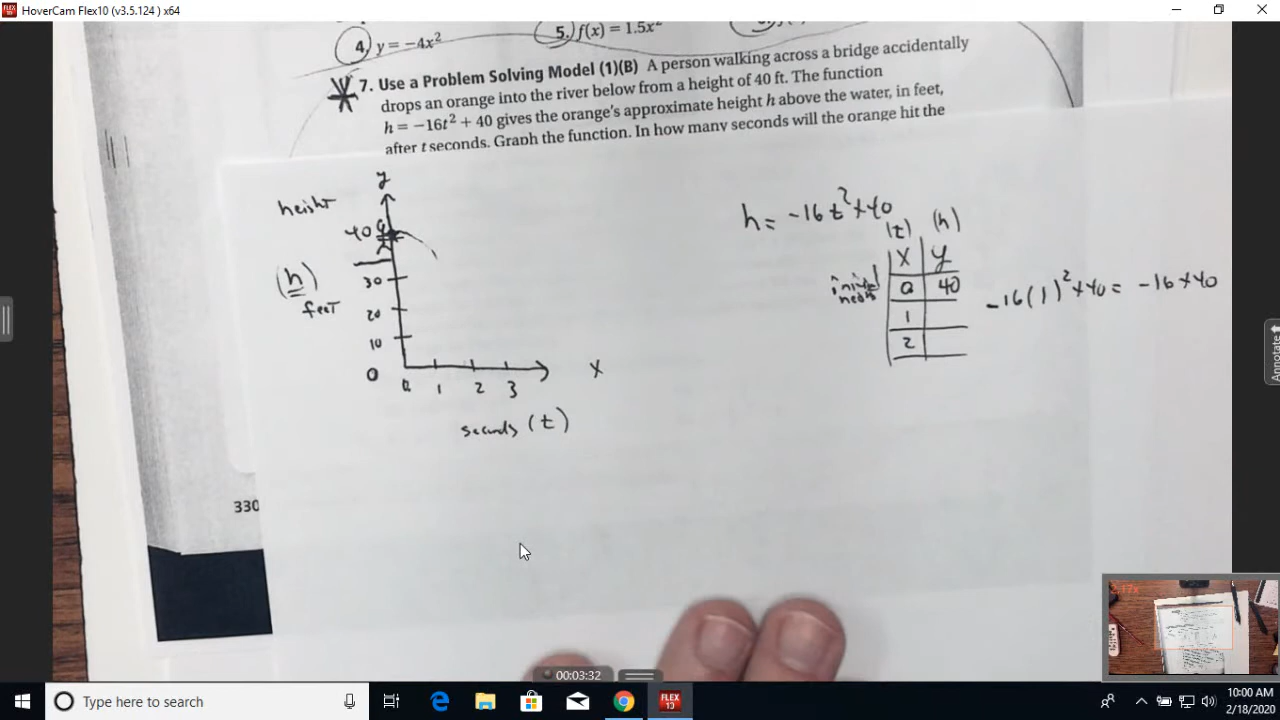 HoverCam Flex10 (v3.5.124 ) x64
4) y = −4x²
5. f(x) = 1.5x²
7. Use a Problem Solving Model (1)(B) A person walking across a bridge accidentally
drops an orange into the river below from a height of 40 ft. The function
h = −16t² + 40 gives the orange's approximate height h above the water, in feet,
after t seconds. Graph the function. In how many seconds will the orange hit the
y
height
40
(h)
feet
30
20
10
0
0 1 2 3
x
seconds (t)
h = -16t²+40
(t) (h)
x y
0 40
1
2
-16(1)²+40 = -16+40
330
Annotate
00:03:32
Type here to search
FLEX
10
10:00 AM
2/18/2020